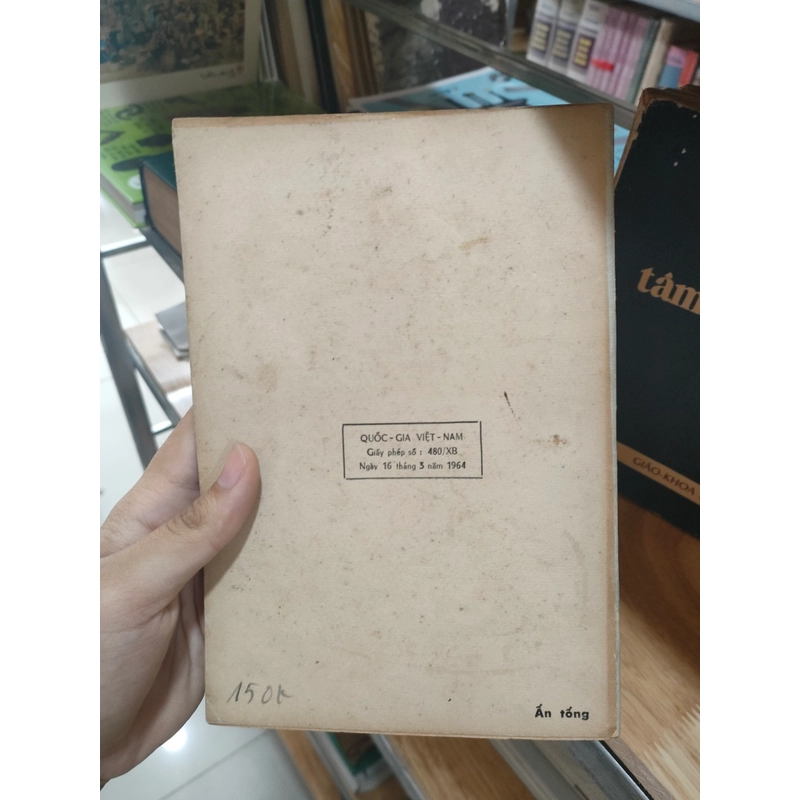 QUỐC-GIA VIỆT-NAM
Giấy phép số : 480/XB
Ngày 16 tháng 3 năm 1964
150k
Ấn tống
tâm
GIÁO-KHOA